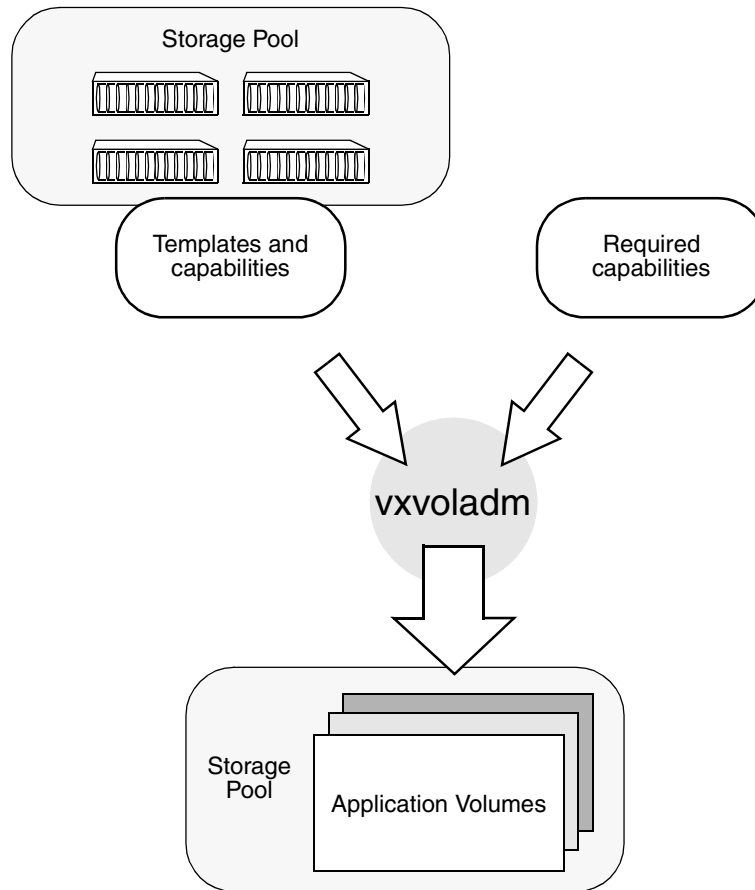 Storage Pool
Templates and
capabilities
Required
capabilities
vxvoladm
Storage
Pool
Application Volumes